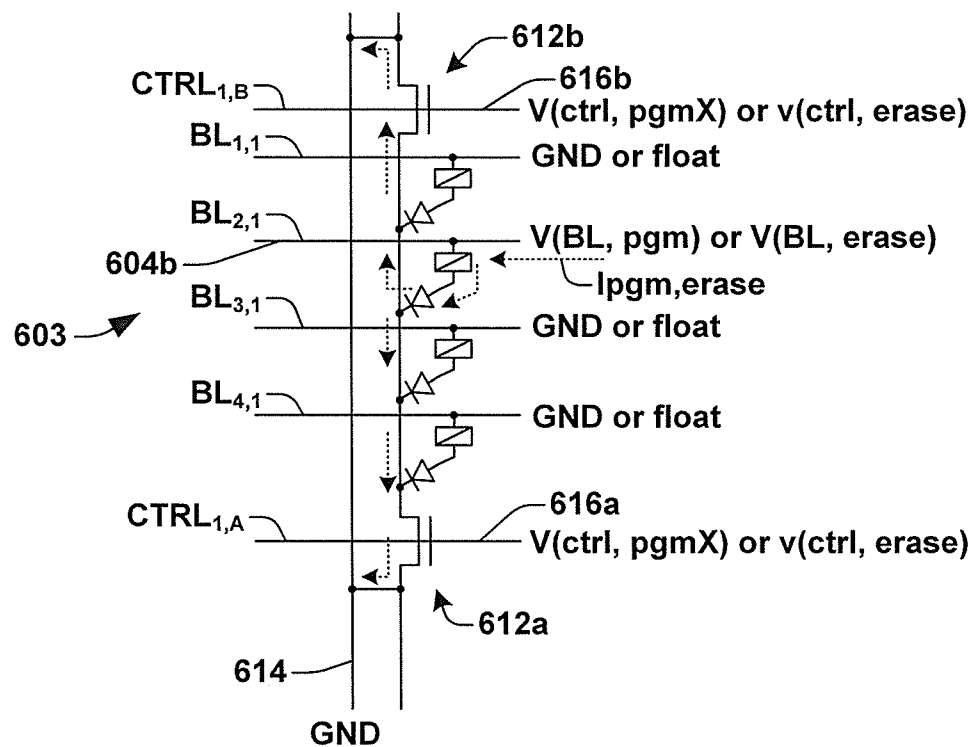 612b
CTRL1,B
616b
V(ctrl, pgmX) or v(ctrl, erase)
BL1,1
GND or float
BL2,1
V(BL, pgm) or V(BL, erase)
604b
Ipgm,erase
BL3,1
GND or float
603
BL4,1
GND or float
616a
CTRL1,A
V(ctrl, pgmX) or v(ctrl, erase)
612a
614
GND